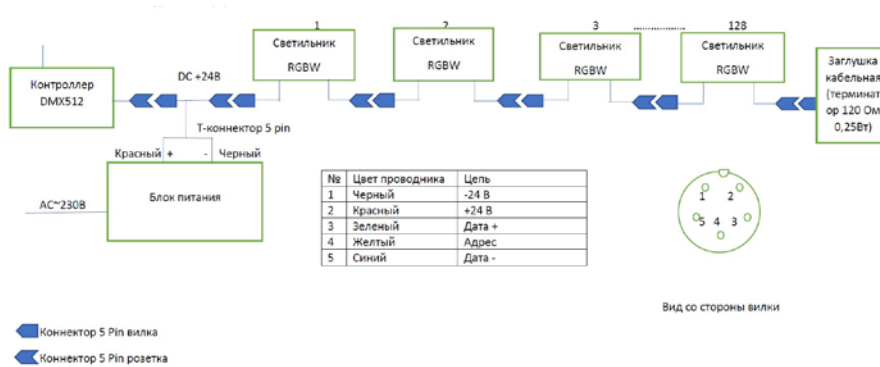 1 2 3 .............. 128
Светильник RGBW
Светильник RGBW
Светильник RGBW
Светильник RGBW
Заглушка
кабельная
(терминат
ор 120 Ом
0,25Вт)
Контроллер
DMX512
DC +24В
Т-коннектор 5 pin
Красный + - Черный
Блок питания
AC~230В
№ Цвет проводника Цепь
1 Черный -24 В
2 Красный +24 В
3 Зеленый Дата +
4 Желтый Адрес
5 Синий Дата -
1 2
5 4 3
Вид со стороны вилки
Коннектор 5 Pin вилка
Коннектор 5 Pin розетка